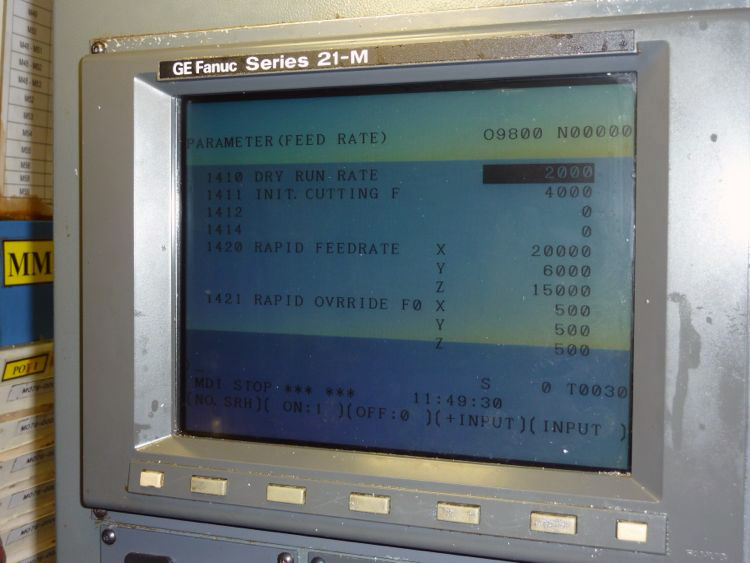 GE Fanuc Series 21-M
PARAMETER(FEED RATE) O9800 N00000
1410 DRY RUN RATE 2000
1411 INIT. CUTTING F 4000
1412 0
1414 0
1420 RAPID FEEDRATE X 20000
Y 6000
Z 15000
1421 RAPID OVRRIDE F0 X 500
Y 500
Z 500
MDI STOP *** *** S 0 T0030
11:49:30
(NO. SRH)( ON:1 )(OFF:0 )(+INPUT)( INPUT )
MM